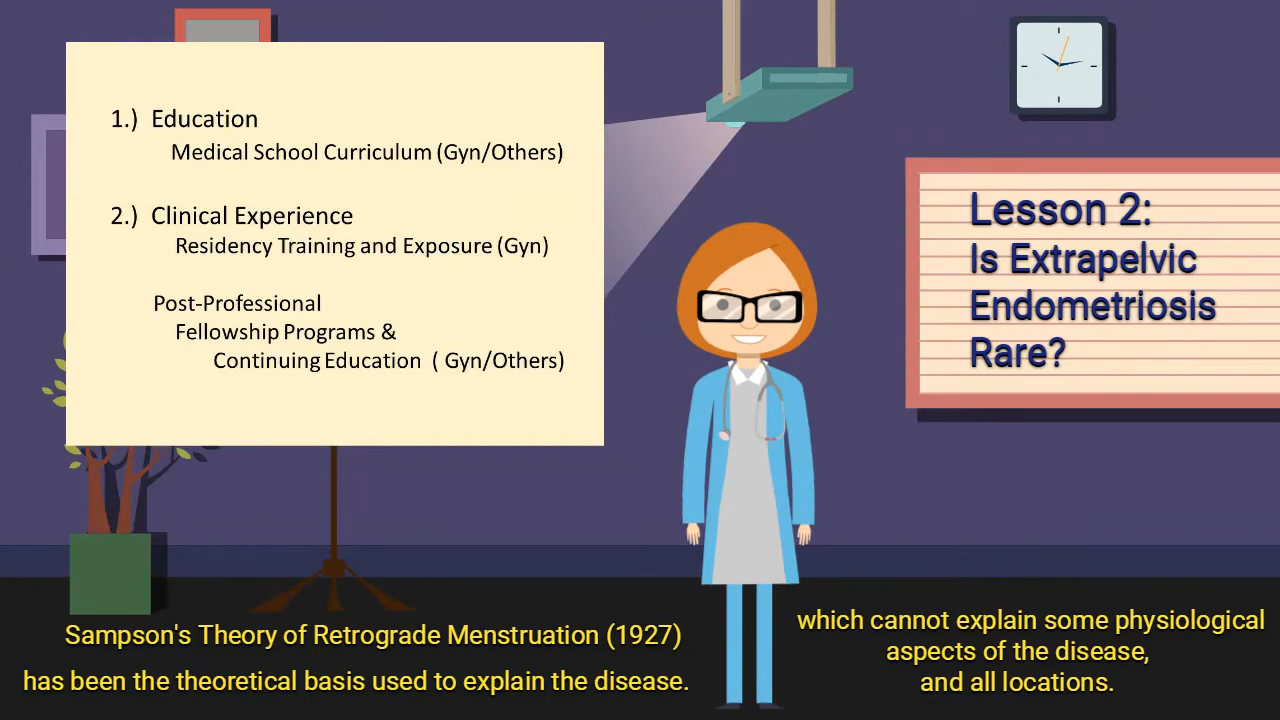 1.) Education
Medical School Curriculum (Gyn/Others)
2.) Clinical Experience
Residency Training and Exposure (Gyn)
Post-Professional
Fellowship Programs &
Continuing Education ( Gyn/Others)
Lesson 2:
Is Extrapelvic
Endometriosis
Rare?
Sampson's Theory of Retrograde Menstruation (1927)
has been the theoretical basis used to explain the disease.
which cannot explain some physiological
aspects of the disease,
and all locations.